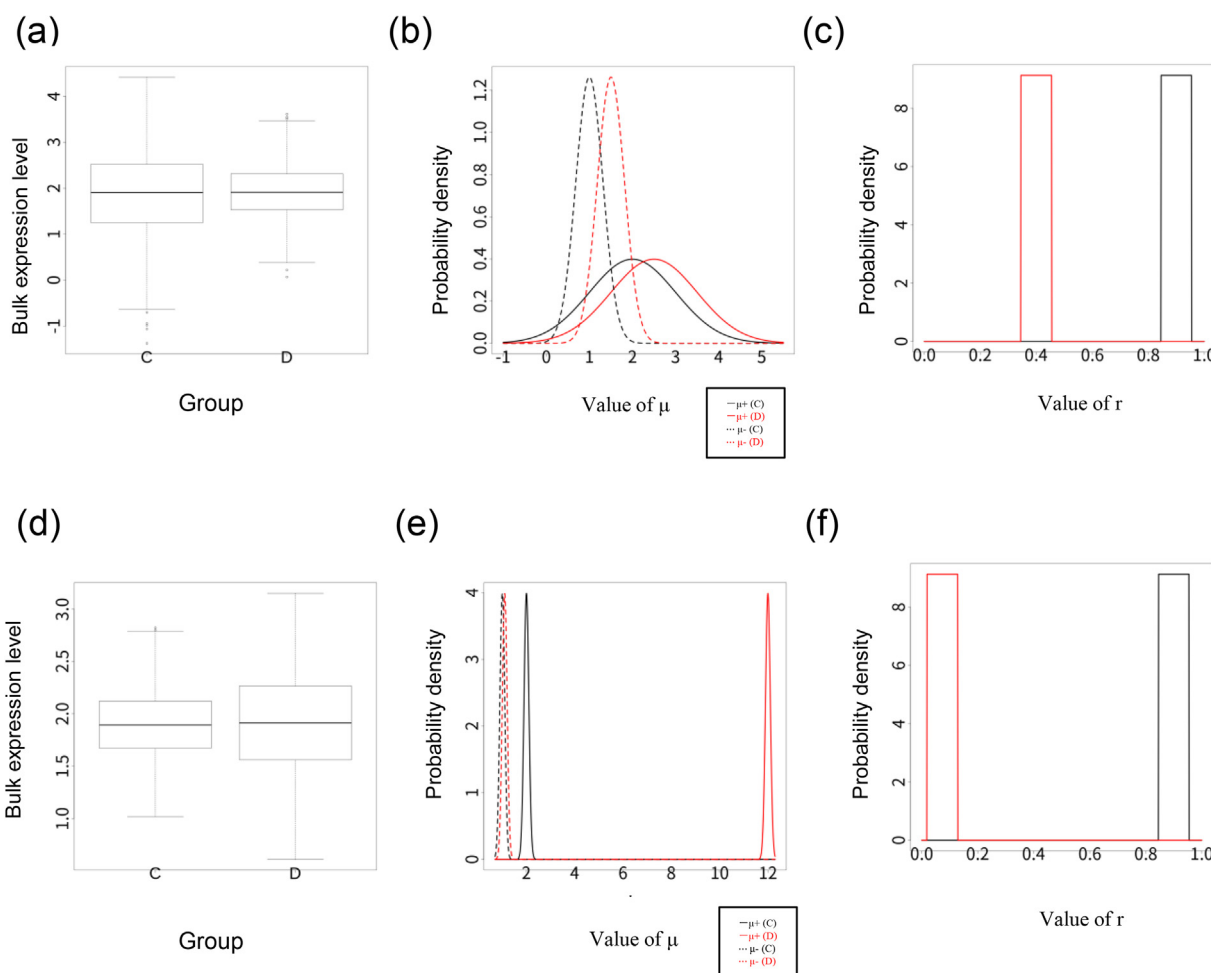 (a)
Bulk expression level
4
3
2
1
0
-1
C
D
Group
(b)
Probability density
1.2
1.0
0.8
0.6
0.4
0.2
0.0
-1 0 1 2 3 4 5
Value of μ
μ+ (C)
μ+ (D)
μ- (C)
μ- (D)
(c)
Probability density
8
6
4
2
0
0.0 0.2 0.4 0.6 0.8 1.0
Value of r
(d)
Bulk expression level
3.0
2.5
2.0
1.5
1.0
C
D
Group
(e)
Probability density
4
3
2
1
0
2 4 6 8 10 12
Value of μ
μ+ (C)
μ+ (D)
μ- (C)
μ- (D)
(f)
Probability density
8
6
4
2
0
0.0 0.2 0.4 0.6 0.8 1.0
Value of r